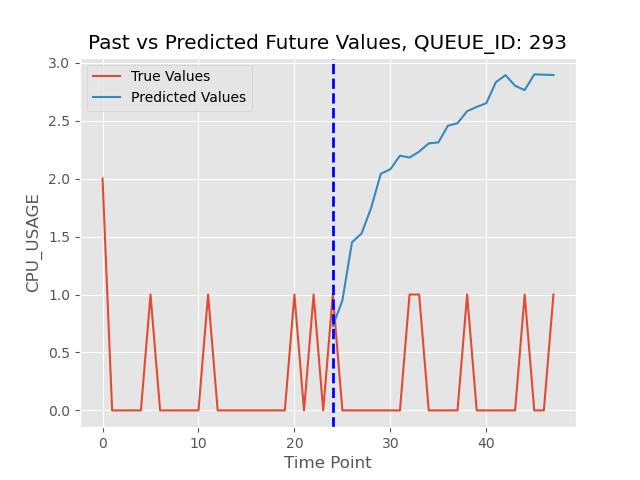 Past vs Predicted Future Values, QUEUE_ID: 293
True Values
Predicted Values
CPU_USAGE
3.0
2.5
2.0
1.5
1.0
0.5
0.0
0 10 20 30 40
Time Point